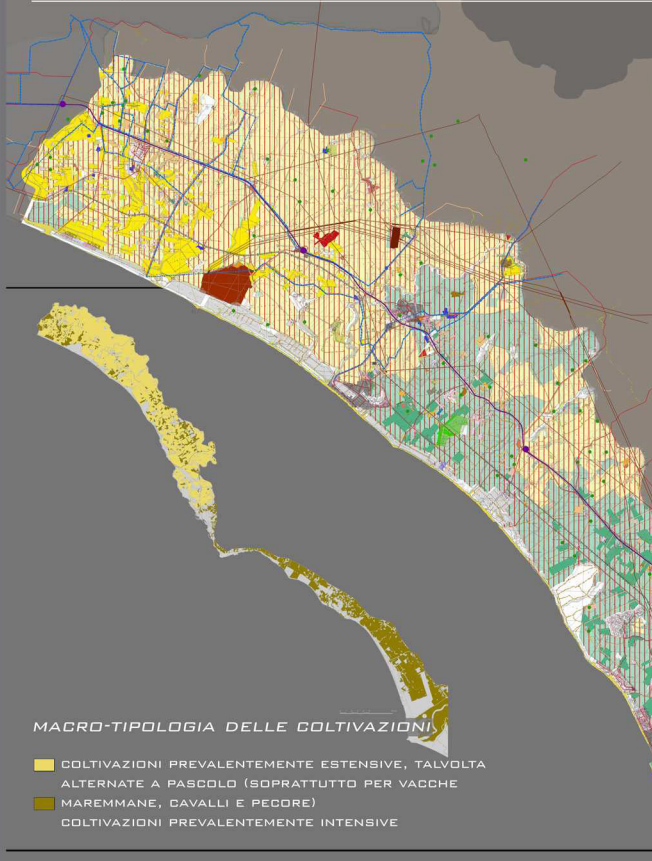 MACRO-TIPOLOGIA DELLE COLTIVAZIONI
COLTIVAZIONI PREVALENTEMENTE ESTENSIVE, TALVOLTA
ALTERNATE A PASCOLO (SOPRATTUTTO PER VACCHE
MAREMMANE, CAVALLI E PECORE)
COLTIVAZIONI PREVALENTEMENTE INTENSIVE